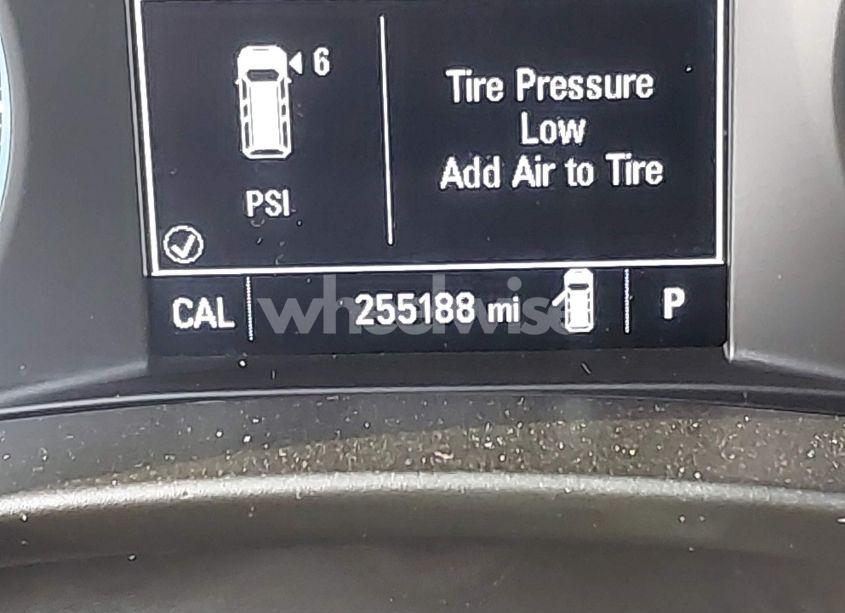 6
Tire Pressure
Low
Add Air to Tire
PSI
CAL
255188 mi
P
wheelwise